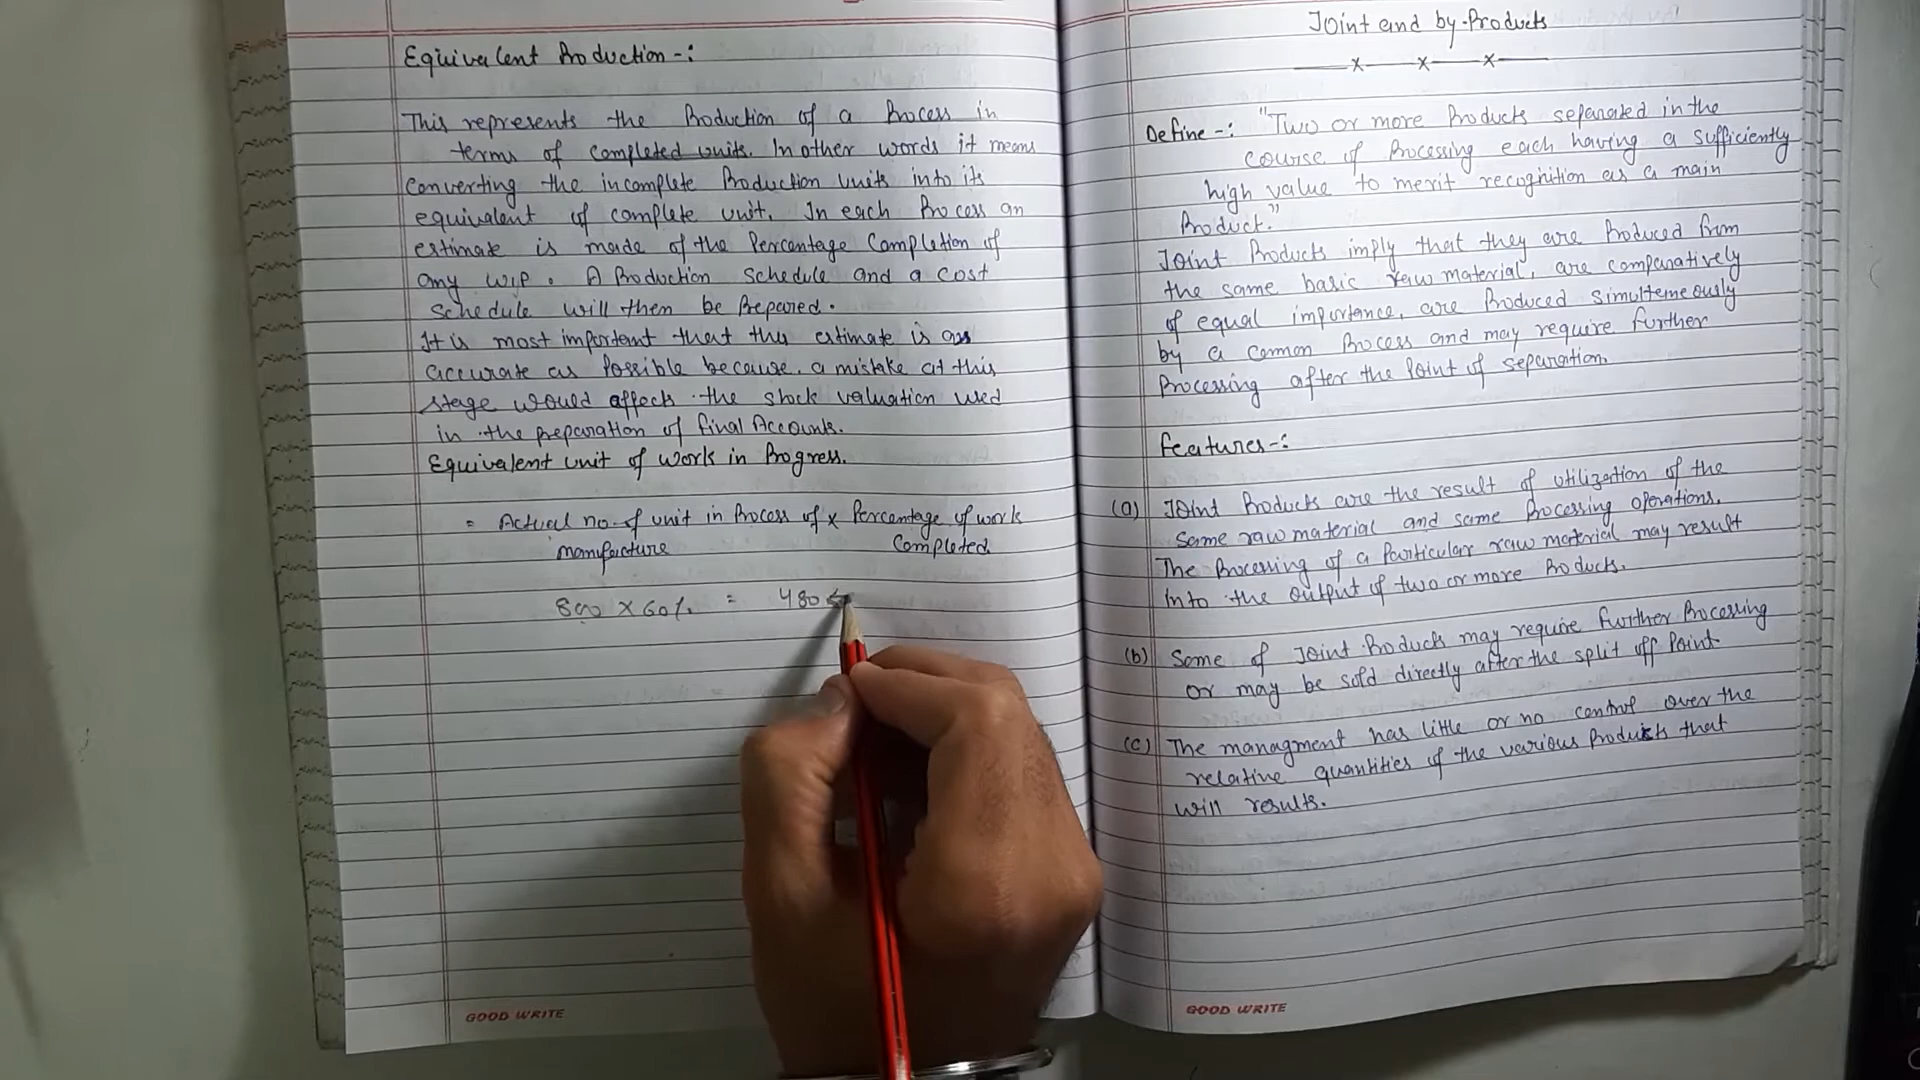 Equivalent Production -:
This represents the Production of a Process in
terms of completed units. In other words it means
converting the incomplete Production units into its
equivalent of complete unit. In each Process an
estimate is made of the Percentage Completion of
any WIP. A Production schedule and a cost
schedule will then be Prepared.
It is most important that this estimate is as
accurate as Possible because, a mistake at this
stage would affects the stock valuation used
in the preparation of final Accounts.
Equivalent unit of work in Progress.
= Actual no. of unit in Process of x Percentage of work
manufacture Completed.
800 x 60% = 480
GOOD WRITE
Joint and by-Products
x x x
Define -: "Two or more Products separated in the
course of Processing each having a sufficiently
high value to merit recognition as a main
Product."
Joint Products imply that they are Produced from
the same basic raw material, are comparatively
of equal importance, are Produced simultaneously
by a common Process and may require further
Processing after the Point of separation.
Features -:
(a) Joint Products are the result of utilization of the
same raw material and same Processing operations.
The Processing of a Particular raw material may result
into the output of two or more Products.
(b) Some of Joint Products may require further Processing
or may be sold directly after the split off Point
(c) The managment has little or no control over the
relative quantities of the various Products that
will results.
GOOD WRITE